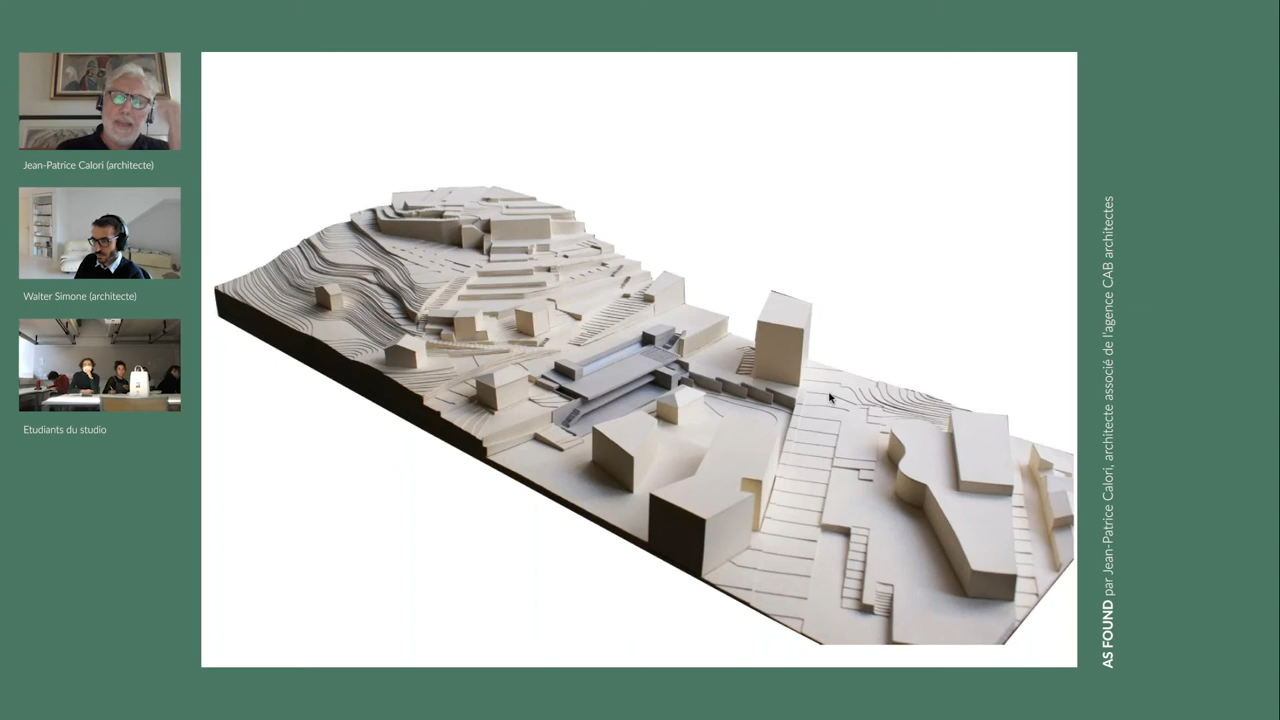 Jean-Patrice Calori (architecte)
Walter Simone (architecte)
Etudiants du studio
AS FOUND par Jean-Patrice Calori, architecte associé de l'agence CAB architectes